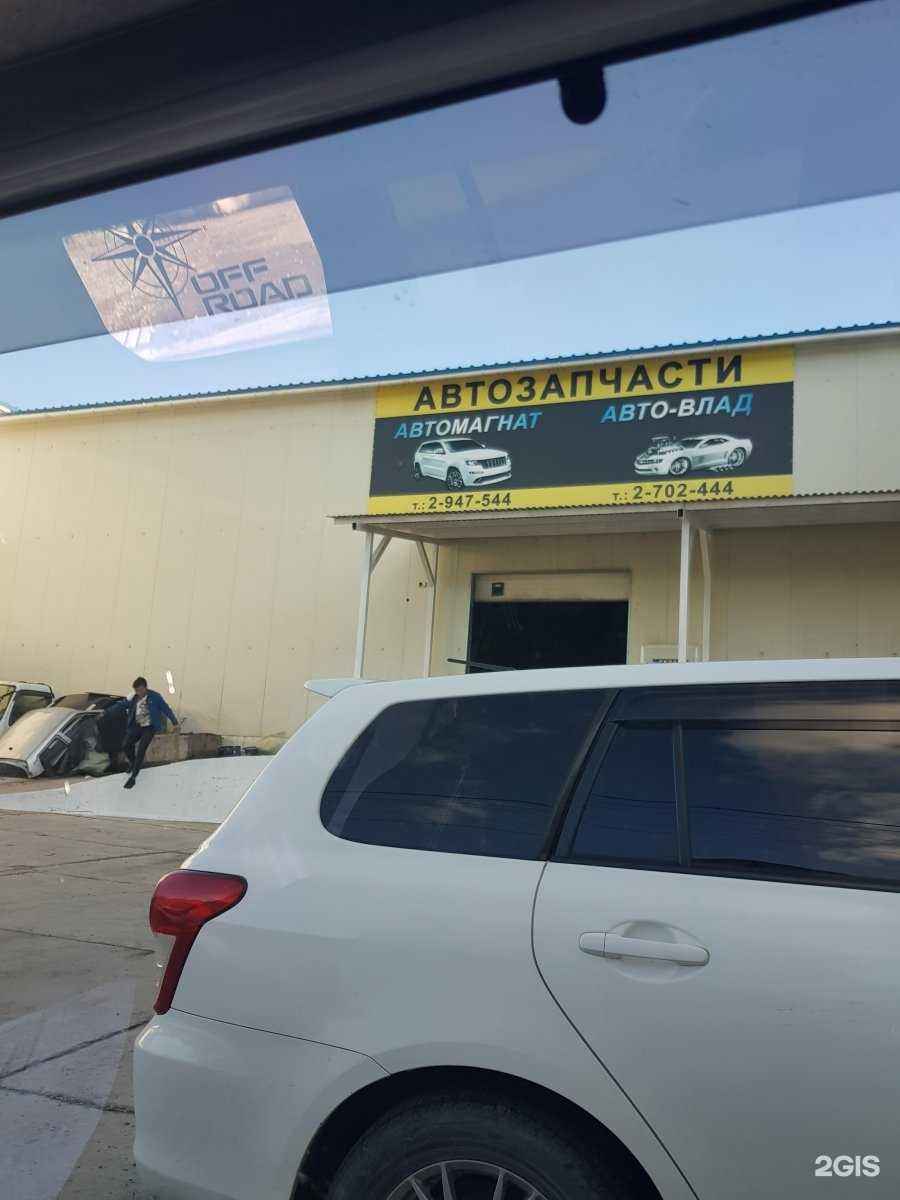 OFF
ROAD
АВТОЗАПЧАСТИ
АВТОМАГНАТ
АВТО-ВЛАД
т.: 2-947-544
т.: 2-702-444
2GIS